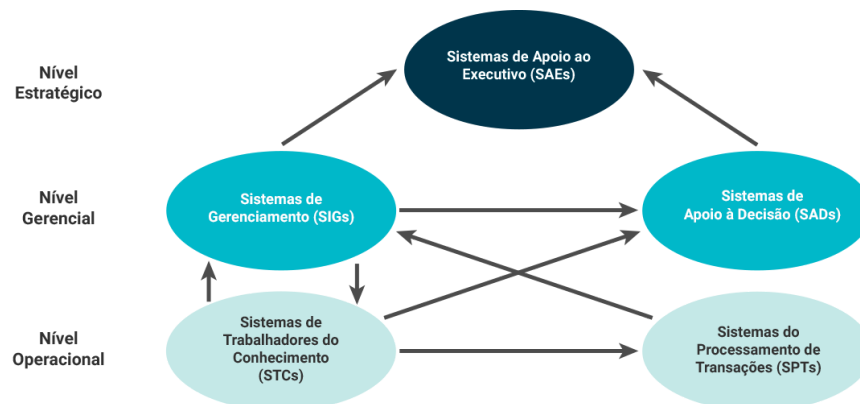 Nível
Estratégico
Sistemas de Apoio ao
Executivo (SAEs)
Nível
Gerencial
Sistemas de
Gerenciamento (SIGs)
Sistemas de
Apoio à Decisão (SADs)
Nível
Operacional
Sistemas de
Trabalhadores do
Conhecimento
(STCs)
Sistemas do
Processamento de
Transações (SPTs)